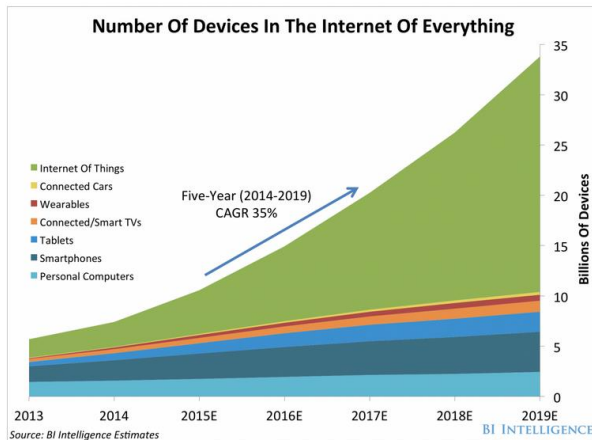 Number Of Devices In The Internet Of Everything
35
30
25
20
15
10
5
0
Billions Of Devices
Internet Of Things
Connected Cars
Wearables
Connected/Smart TVs
Tablets
Smartphones
Personal Computers
Five-Year (2014-2019)
CAGR 35%
2013 2014 2015E 2016E 2017E 2018E 2019E
Source: BI Intelligence Estimates
BI INTELLIGENCE